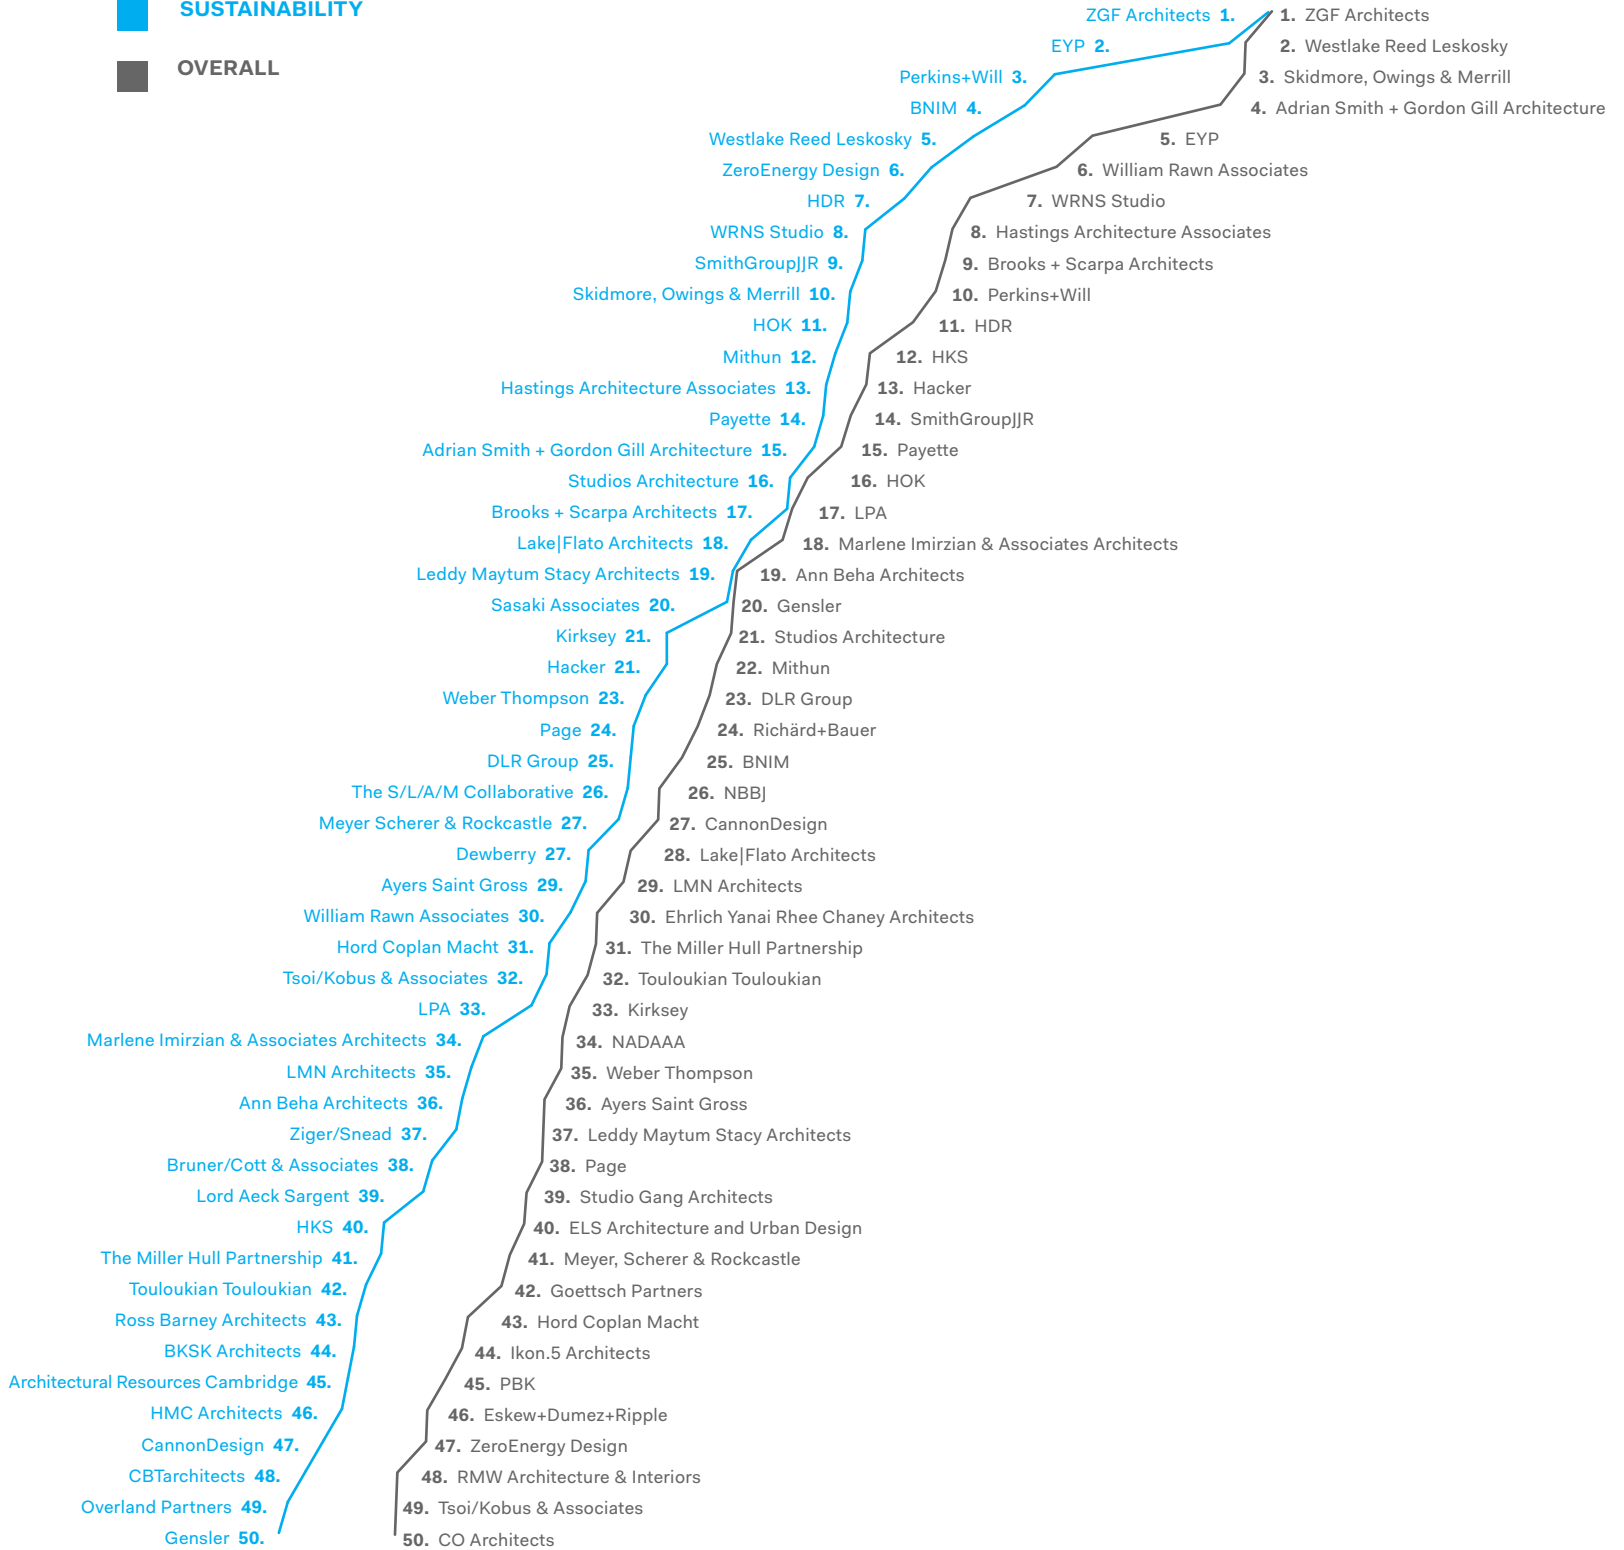 SUSTAINABILITY
OVERALL
ZGF Architects 1.
EYP 2.
Perkins+Will 3.
BNIM 4.
Westlake Reed Leskosky 5.
ZeroEnergy Design 6.
HDR 7.
WRNS Studio 8.
SmithGroupJJR 9.
Skidmore, Owings & Merrill 10.
HOK 11.
Mithun 12.
Hastings Architecture Associates 13.
Payette 14.
Adrian Smith + Gordon Gill Architecture 15.
Studios Architecture 16.
Brooks + Scarpa Architects 17.
Lake|Flato Architects 18.
Leddy Maytum Stacy Architects 19.
Sasaki Associates 20.
Kirksey 21.
Hacker 21.
Weber Thompson 23.
Page 24.
DLR Group 25.
The S/L/A/M Collaborative 26.
Meyer Scherer & Rockcastle 27.
Dewberry 27.
Ayers Saint Gross 29.
William Rawn Associates 30.
Hord Coplan Macht 31.
Tsoi/Kobus & Associates 32.
LPA 33.
Marlene Imirzian & Associates Architects 34.
LMN Architects 35.
Ann Beha Architects 36.
Ziger/Snead 37.
Bruner/Cott & Associates 38.
Lord Aeck Sargent 39.
HKS 40.
The Miller Hull Partnership 41.
Touloukian Touloukian 42.
Ross Barney Architects 43.
BKSK Architects 44.
Architectural Resources Cambridge 45.
HMC Architects 46.
CannonDesign 47.
CBTarchitects 48.
Overland Partners 49.
Gensler 50.
1. ZGF Architects
2. Westlake Reed Leskosky
3. Skidmore, Owings & Merrill
4. Adrian Smith + Gordon Gill Architecture
5. EYP
6. William Rawn Associates
7. WRNS Studio
8. Hastings Architecture Associates
9. Brooks + Scarpa Architects
10. Perkins+Will
11. HDR
12. HKS
13. Hacker
14. SmithGroupJJR
15. Payette
16. HOK
17. LPA
18. Marlene Imirzian & Associates Architects
19. Ann Beha Architects
20. Gensler
21. Studios Architecture
22. Mithun
23. DLR Group
24. Richärd+Bauer
25. BNIM
26. NBBJ
27. CannonDesign
28. Lake|Flato Architects
29. LMN Architects
30. Ehrlich Yanai Rhee Chaney Architects
31. The Miller Hull Partnership
32. Touloukian Touloukian
33. Kirksey
34. NADAAA
35. Weber Thompson
36. Ayers Saint Gross
37. Leddy Maytum Stacy Architects
38. Page
39. Studio Gang Architects
40. ELS Architecture and Urban Design
41. Meyer, Scherer & Rockcastle
42. Goettsch Partners
43. Hord Coplan Macht
44. Ikon.5 Architects
45. PBK
46. Eskew+Dumez+Ripple
47. ZeroEnergy Design
48. RMW Architecture & Interiors
49. Tsoi/Kobus & Associates
50. CO Architects